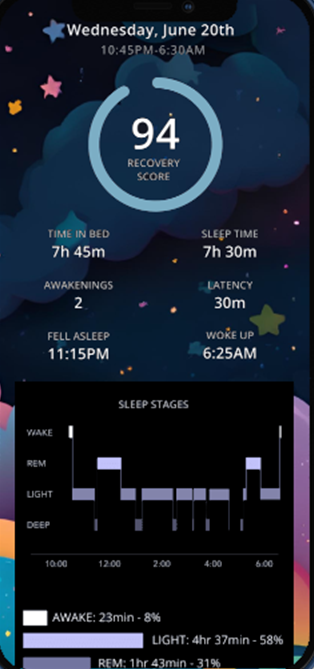 Wednesday, June 20th
10:45PM-6:30AM
94
RECOVERY
SCORE
TIME IN BED SLEEP TIME
7h 45m 7h 30m
AWAKENINGS LATENCY
2 30m
FELL ASLEEP WOKE UP
11:15PM 6:25AM
SLEEP STAGES
WAKE
REM
LIGHT
DEEP
10:00 12:00 2:00 4:00 6:00
AWAKE: 23min - 8%
LIGHT: 4hr 37min - 58%
REM: 1hr 43min - 31%